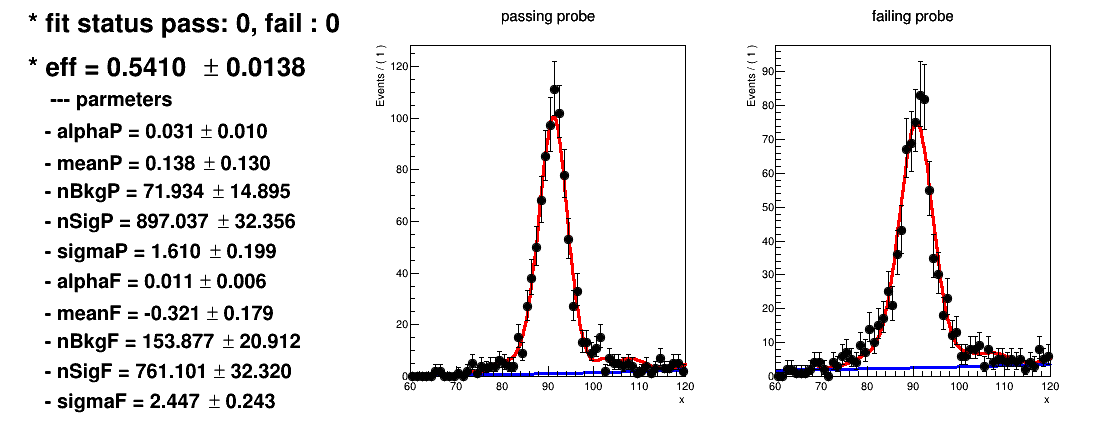 * fit status pass: 0, fail : 0
* eff = 0.5410 ± 0.0138
--- parmeters
- alphaP = 0.031 ± 0.010
- meanP = 0.138 ± 0.130
- nBkgP = 71.934 ± 14.895
- nSigP = 897.037 ± 32.356
- sigmaP = 1.610 ± 0.199
- alphaF = 0.011 ± 0.006
- meanF = -0.321 ± 0.179
- nBkgF = 153.877 ± 20.912
- nSigF = 761.101 ± 32.320
- sigmaF = 2.447 ± 0.243
passing probe
Events / ( 1 )
120
100
80
60
40
20
0
60 70 80 90 100 110 120
x
failing probe
Events / ( 1 )
90
80
70
60
50
40
30
20
10
0
60 70 80 90 100 110 120
x